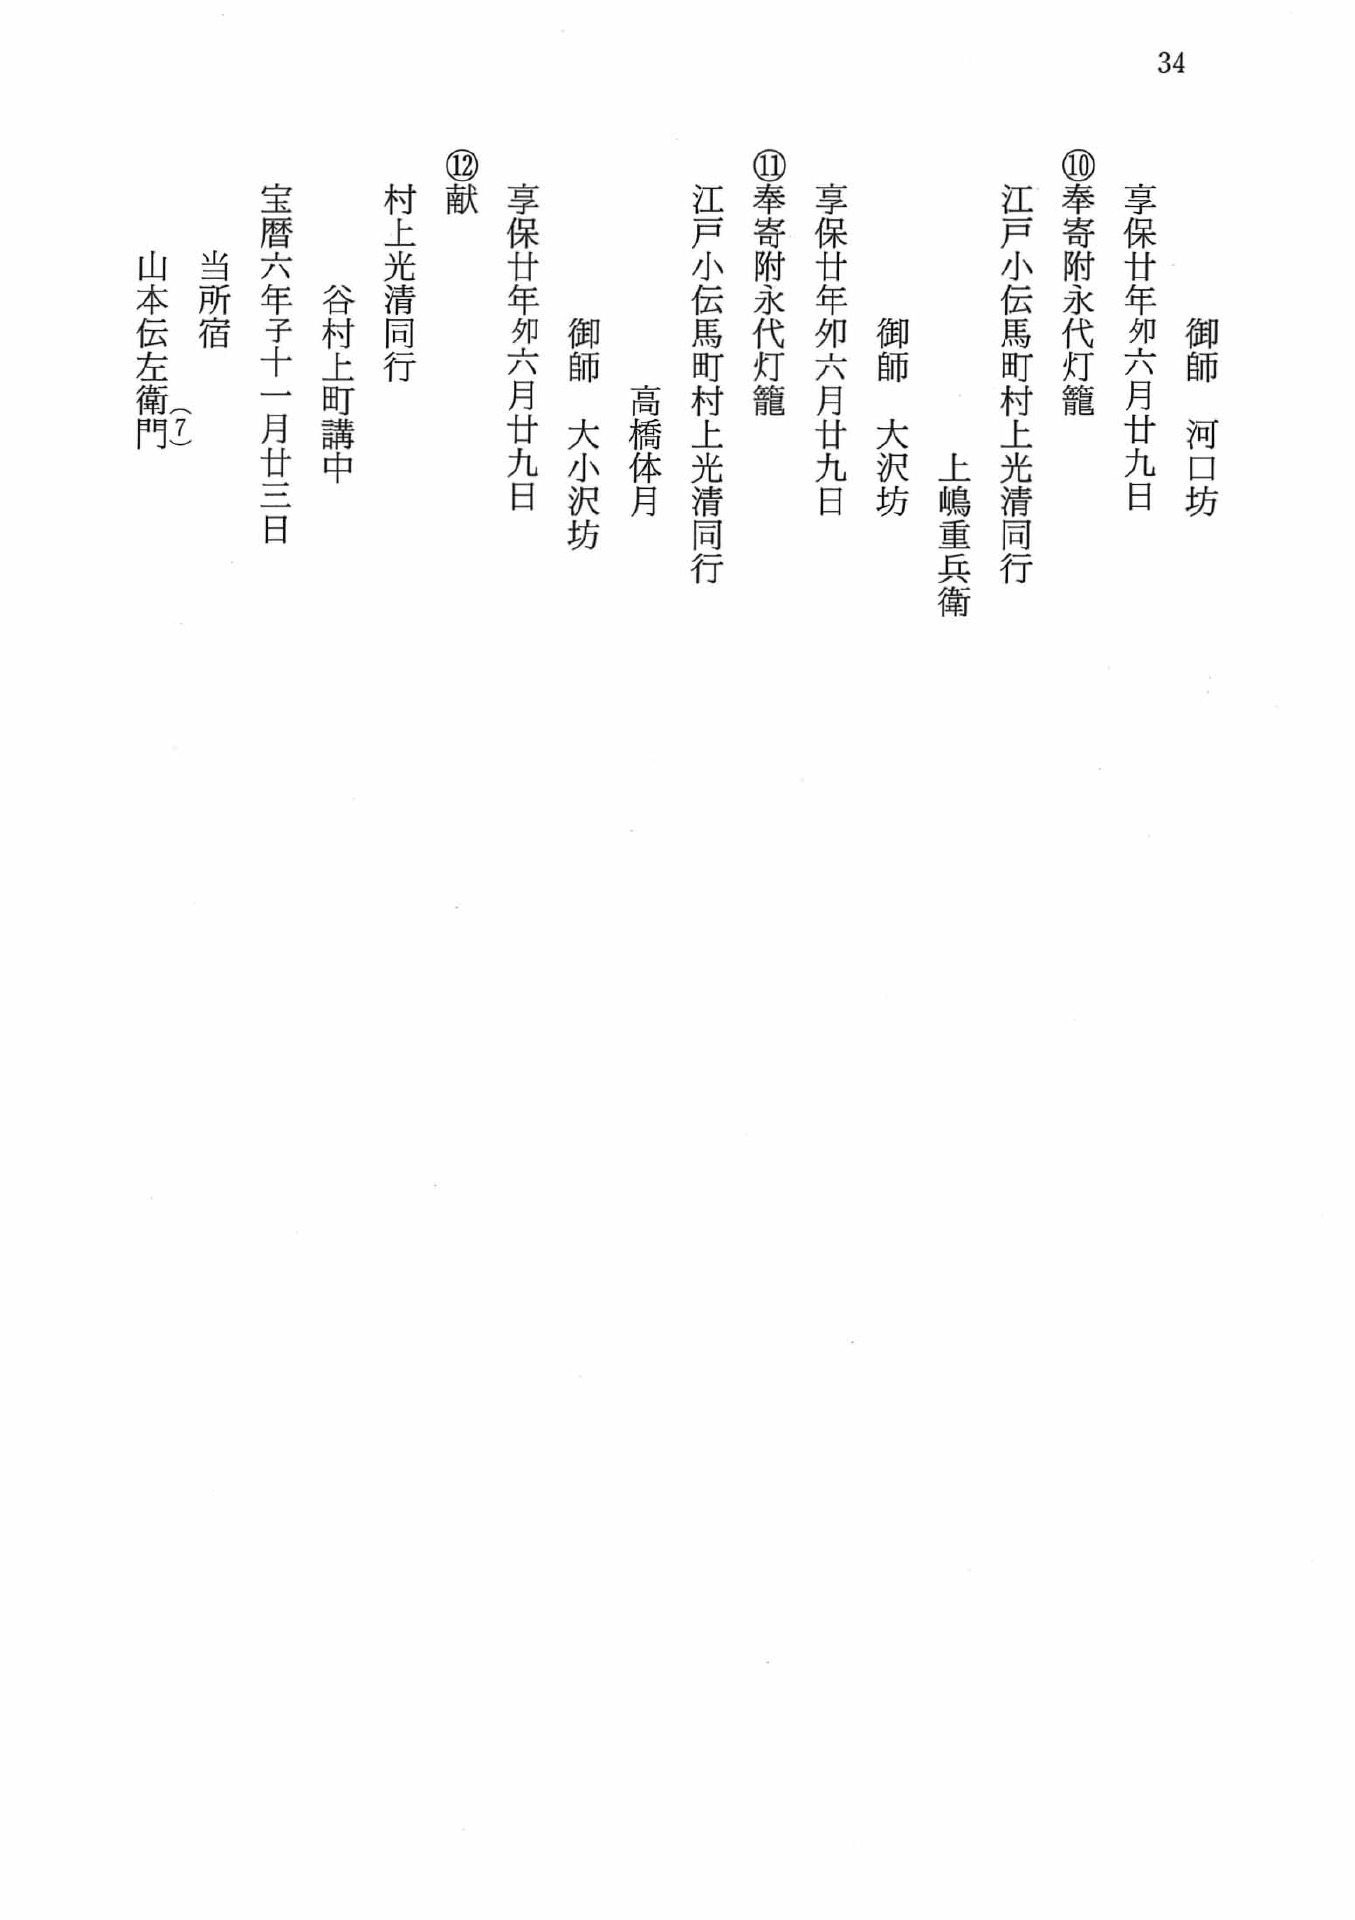 34
御師　河口坊
享保廿年夘六月廿九日
⑩奉寄附永代灯籠
江戸小伝馬町村上光清同行
上嶋重兵衛
御師　大沢坊
享保廿年夘六月廿九日
⑪奉寄附永代灯籠
江戸小伝馬町村上光清同行
高橋体月
御師　大小沢坊
享保廿年夘六月廿九日
⑫献
村上光清同行
谷村上町講中
宝暦六年子十一月廿三日
当所宿
山本伝左衛門(7)